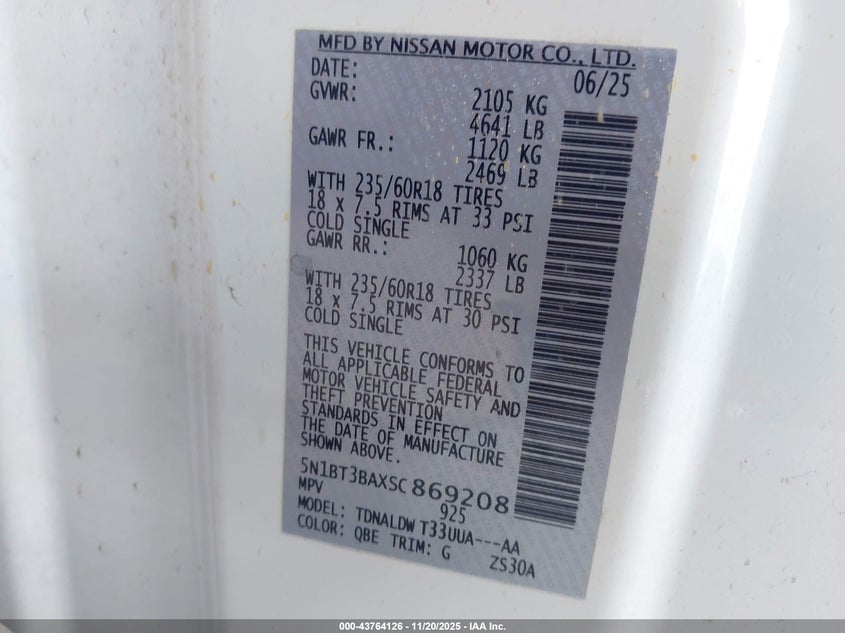 MFD BY NISSAN MOTOR CO., LTD.
DATE: 06/25
GVWR: 2105 KG
4641 LB
GAWR FR.: 1120 KG
2469 LB
WITH 235/60R18 TIRES
18 X 7.5 RIMS AT 33 PSI
COLD SINGLE
GAWR RR.: 1060 KG
2337 LB
WITH 235/60R18 TIRES
18 X 7.5 RIMS AT 30 PSI
COLD SINGLE
THIS VEHICLE CONFORMS TO
ALL APPLICABLE FEDERAL
MOTOR VEHICLE SAFETY AND
THEFT PREVENTION
STANDARDS IN EFFECT ON
THE DATE OF MANUFACTURE
SHOWN ABOVE.
5N1BT3BAXSC869208
MPV 925
MODEL: TDNALDW T33UUA---AA
COLOR: QBE TRIM: G ZS30A
000-43764126 - 11/20/2025 - IAA Inc.